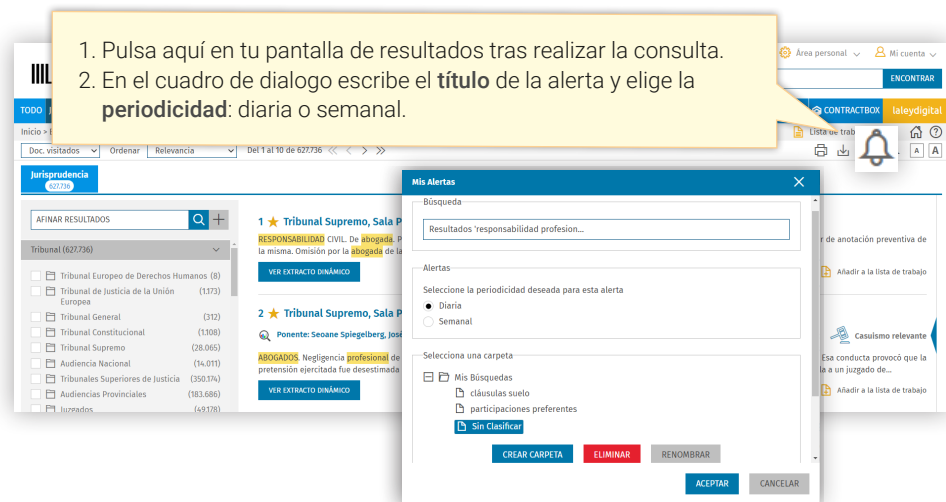 1. Pulsa aquí en tu pantalla de resultados tras realizar la consulta.
2. En el cuadro de dialogo escribe el título de la alerta y elige la
periodicidad: diaria o semanal.
Área personal
Mi cuenta
ENCONTRAR
TODO
CONTRACTBOX
laleydigital
Inicio >
Lista de trab
Doc. visitados
Ordenar
Relevancia
Del 1 al 10 de 627.736
A
A
Jurisprudencia
627.736
AFINAR RESULTADOS
Tribunal (627.736)
Tribunal Europeo de Derechos Humanos (8)
Tribunal de Justicia de la Unión
Europea
(1.173)
Tribunal General (312)
Tribunal Constitucional (1.108)
Tribunal Supremo (28.065)
Audiencia Nacional (14.011)
Tribunales Superiores de Justicia (350.174)
Audiencias Provinciales (183.686)
Juzgados (49.178)
1 Tribunal Supremo, Sala P
RESPONSABILIDAD CIVIL. De abogada. P
la misma. Omisión por la abogada de la
VER EXTRACTO DINÁMICO
2 Tribunal Supremo, Sala P
Ponente: Seoane Spiegelberg, José
ABOGADOS. Negligencia profesional de
pretensión ejercitada fue desestimada
VER EXTRACTO DINÁMICO
Mis Alertas
Búsqueda
Resultados 'responsabilidad profesion...
Alertas
Seleccione la periodicidad deseada para esta alerta
Diaria
Semanal
Selecciona una carpeta
Mis Búsquedas
cláusulas suelo
participaciones preferentes
Sin Clasificar
CREAR CARPETA
ELIMINAR
RENOMBRAR
ACEPTAR
CANCELAR
r de anotación preventiva de
Añadir a la lista de trabajo
Casuismo relevante
Esa conducta provocó que la
la a un juzgado de...
Añadir a la lista de trabajo